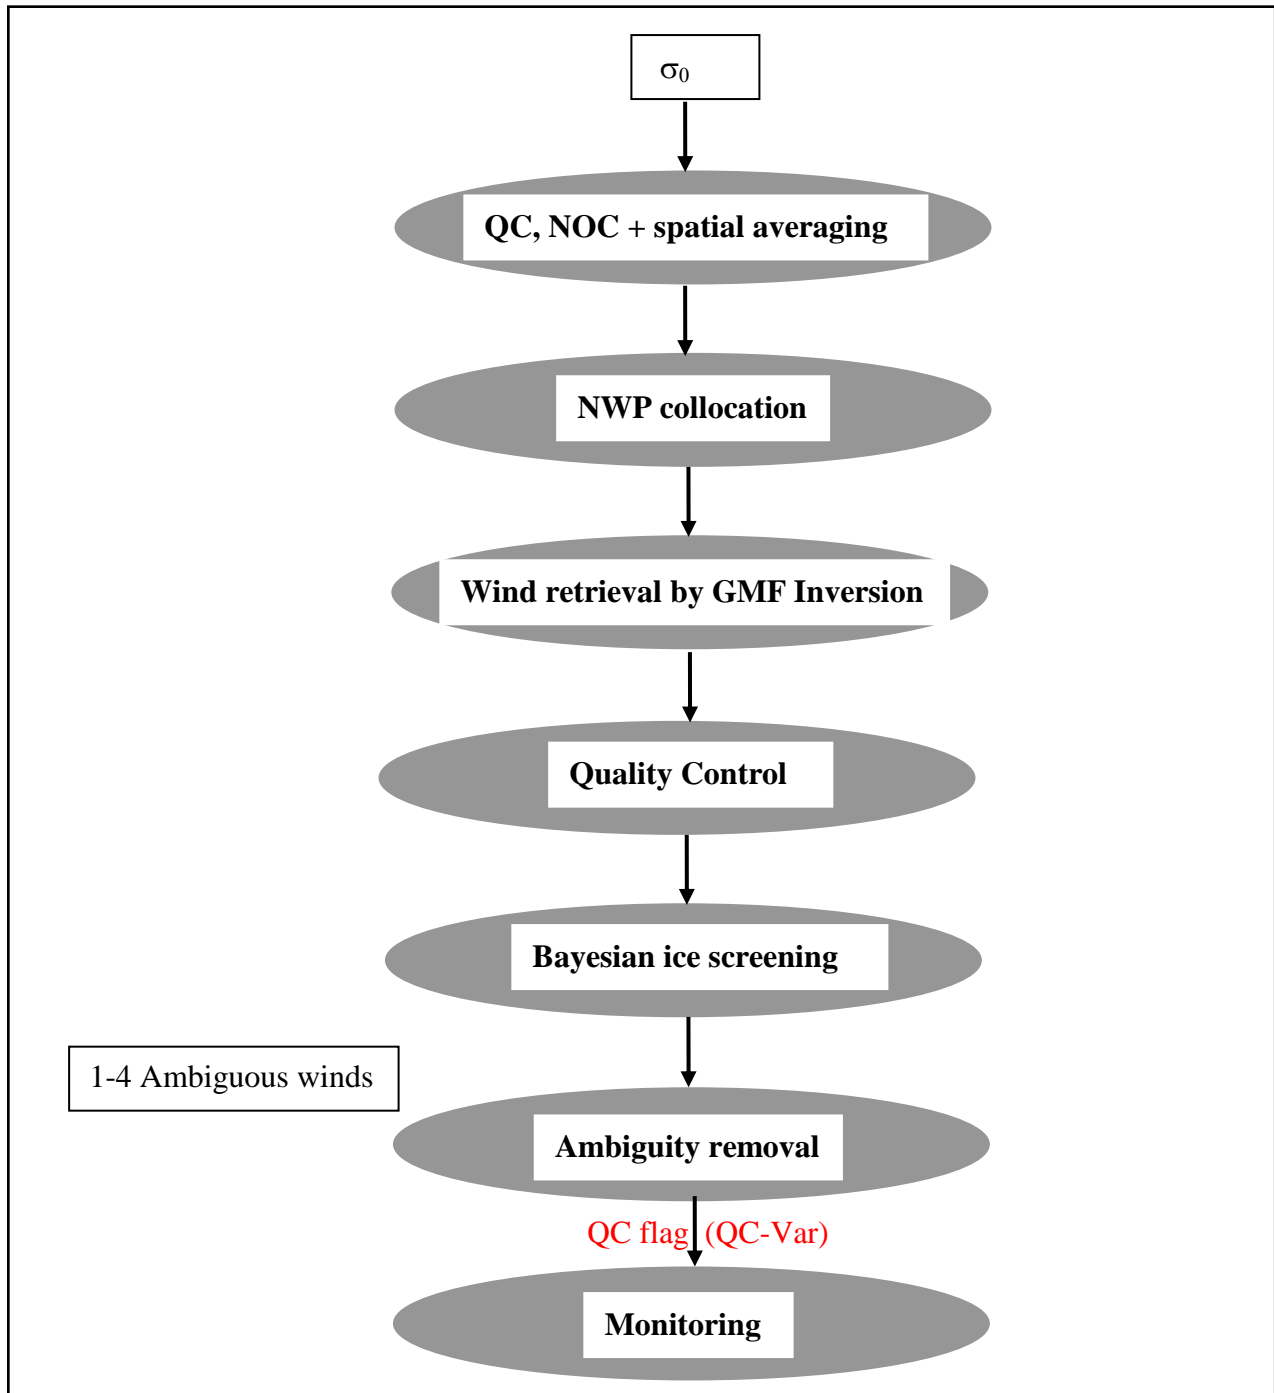 σ₀
QC, NOC + spatial averaging
NWP collocation
Wind retrieval by GMF Inversion
Quality Control
Bayesian ice screening
1-4 Ambiguous winds
Ambiguity removal
QC flag (QC-Var)
Monitoring